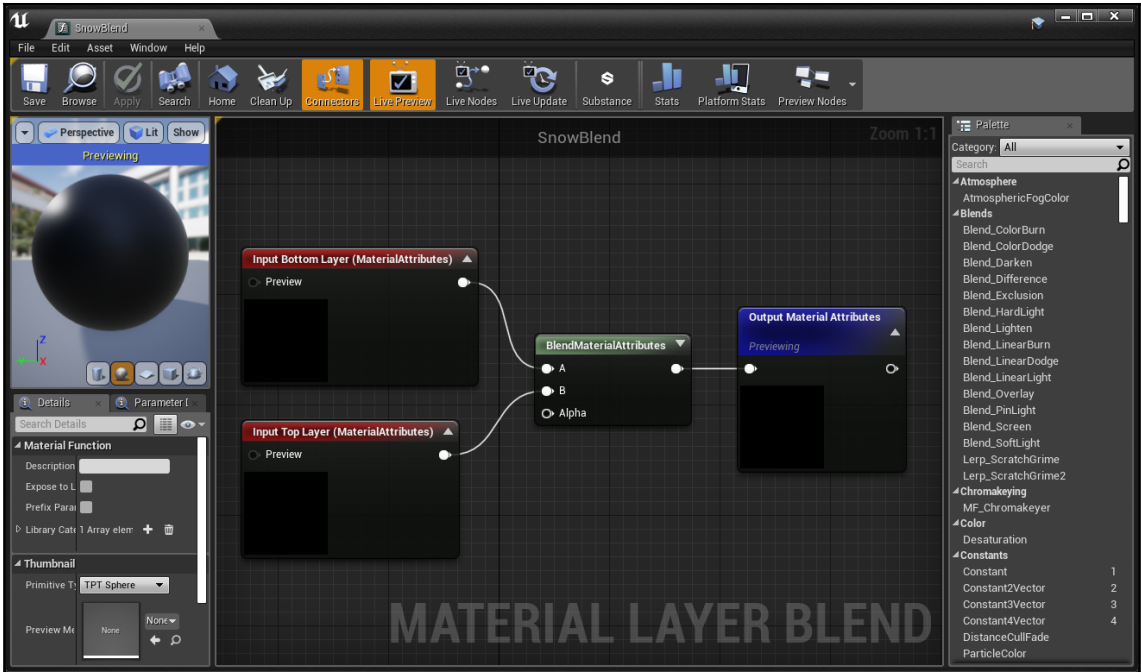 SnowBlend
File Edit Asset Window Help
Save Browse Apply Search Home Clean Up Connectors Live Preview Live Nodes Live Update Substance Stats Platform Stats Preview Nodes
Perspective Lit Show
Previewing
Z
X
Details
Parameter
Search Details
Material Function
Description
Expose to L
Prefix Para
Library Cate 1 Array elem
Thumbnail
Primitive Ty TPT Sphere
Preview Me None None
SnowBlend
Zoom 1:1
Input Bottom Layer (MaterialAttributes)
Preview
Input Top Layer (MaterialAttributes)
Preview
BlendMaterialAttributes
A
B
Alpha
Output Material Attributes
Previewing
MATERIAL LAYER BLEND
Palette
Category: All
Search
Atmosphere
AtmosphericFogColor
Blends
Blend_ColorBurn
Blend_ColorDodge
Blend_Darken
Blend_Difference
Blend_Exclusion
Blend_HardLight
Blend_Lighten
Blend_LinearBurn
Blend_LinearDodge
Blend_LinearLight
Blend_Overlay
Blend_PinLight
Blend_Screen
Blend_SoftLight
Lerp_ScratchGrime
Lerp_ScratchGrime2
Chromakeying
MF_Chromakeyer
Color
Desaturation
Constants
Constant 1
Constant2Vector 2
Constant3Vector 3
Constant4Vector 4
DistanceCullFade
ParticleColor